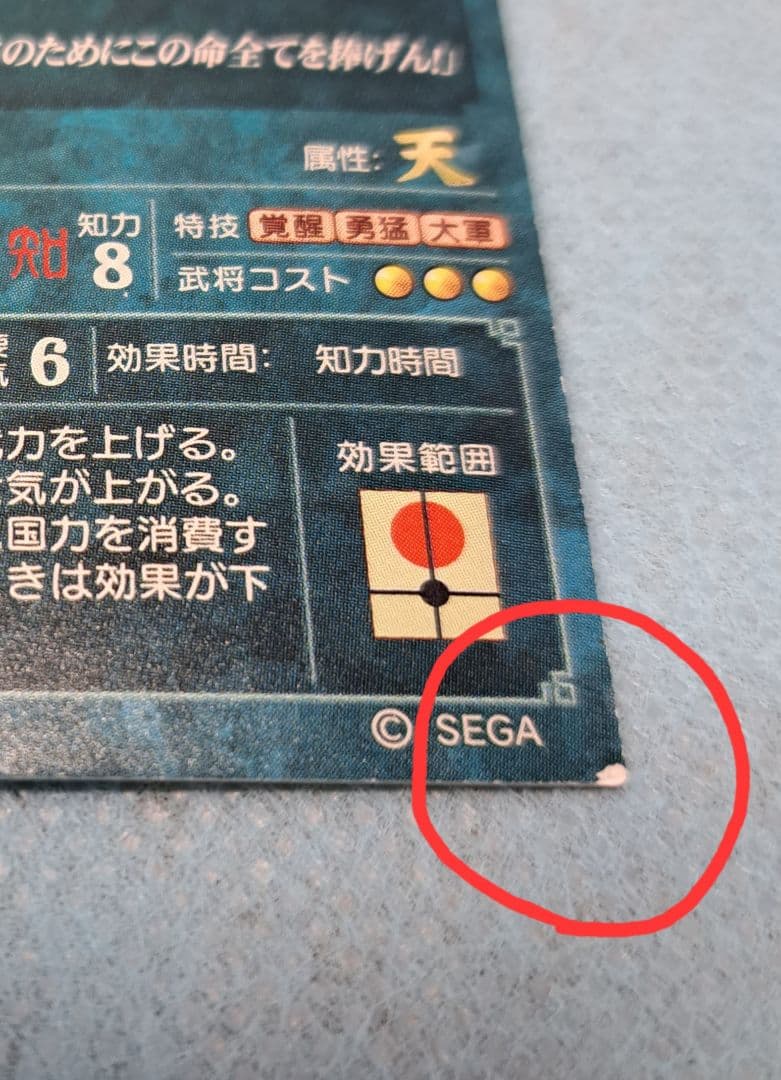 のためにこの命全てを捧げん!」
属性: 天
知 知力 8 特技 覚醒 勇猛 大軍
武将コスト
6 効果時間: 知力時間
力を上げる。
気が上がる。
国力を消費す
きは効果が下
効果範囲
© SEGA